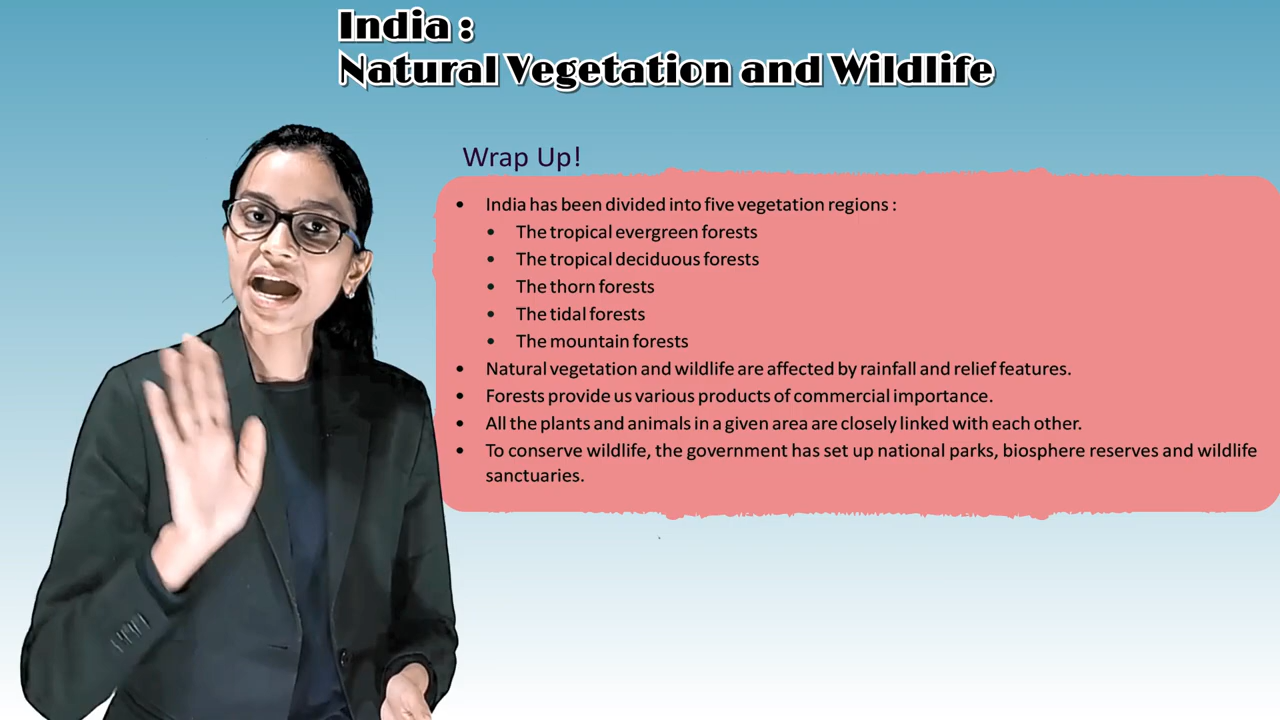 India :
Natural Vegetation and Wildlife
Wrap Up!
• India has been divided into five vegetation regions :
• The tropical evergreen forests
• The tropical deciduous forests
• The thorn forests
• The tidal forests
• The mountain forests
• Natural vegetation and wildlife are affected by rainfall and relief features.
• Forests provide us various products of commercial importance.
• All the plants and animals in a given area are closely linked with each other.
• To conserve wildlife, the government has set up national parks, biosphere reserves and wildlife
sanctuaries.